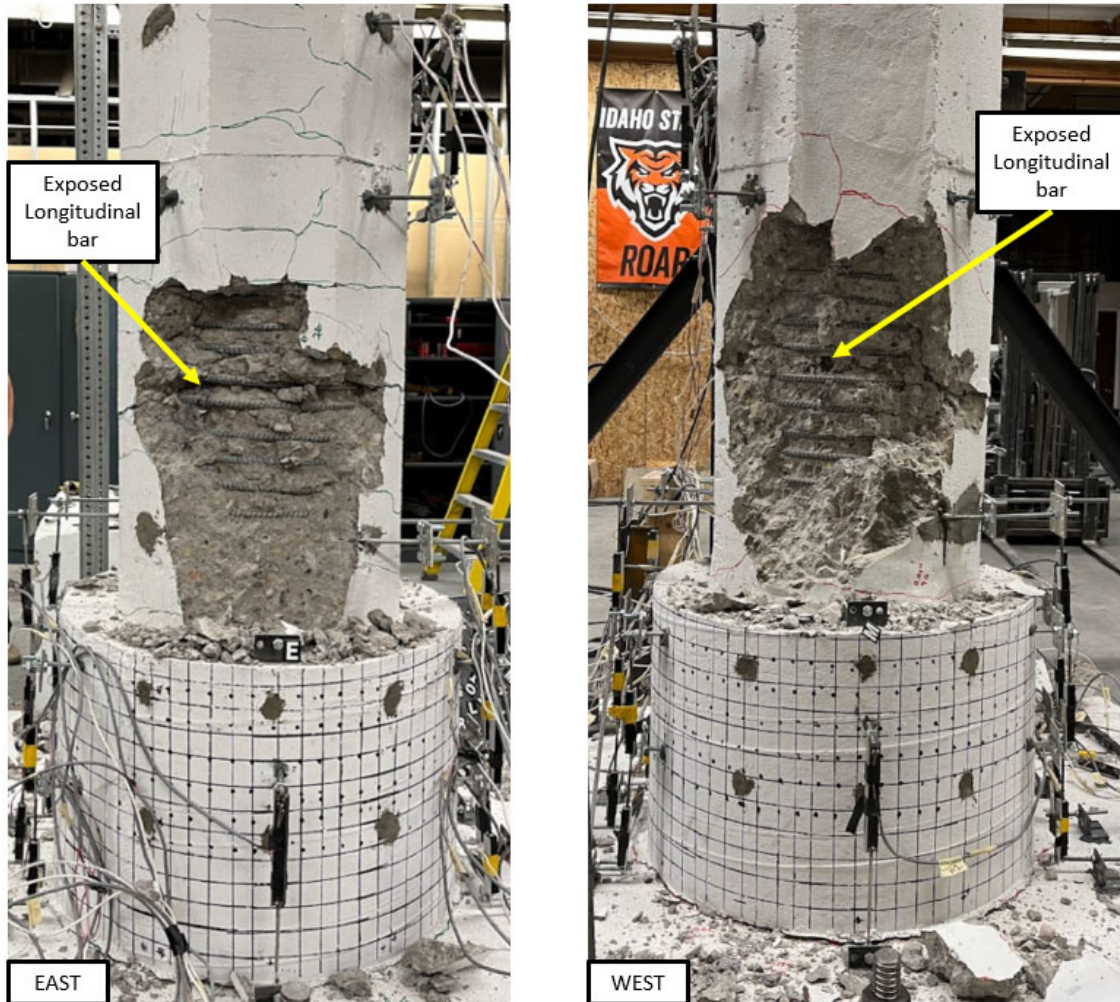 Exposed
Longitudinal
bar
E
EAST
IDAHO ST
ROAR
Exposed
Longitudinal
bar
WEST